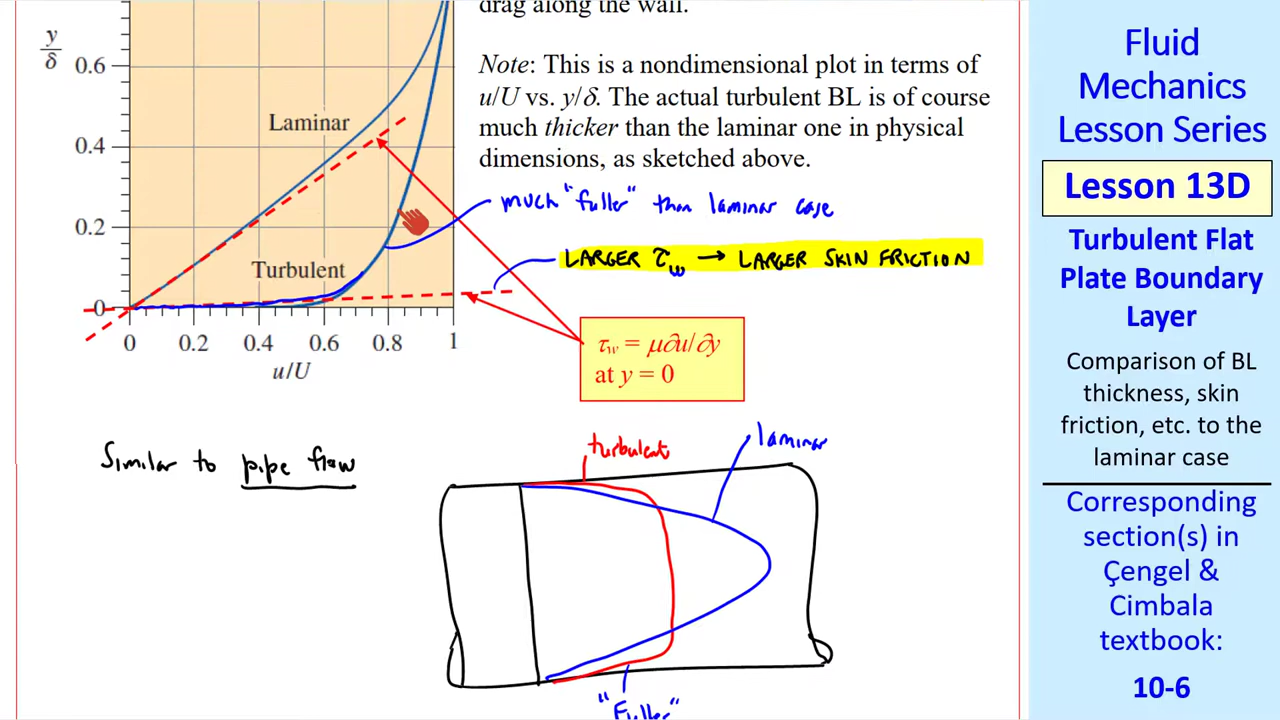 drag along the wall.
y
δ
0.6
0.4
0.2
0
Laminar
Turbulent
0 0.2 0.4 0.6 0.8 1
u/U
Note: This is a nondimensional plot in terms of
u/U vs. y/δ. The actual turbulent BL is of course
much thicker than the laminar one in physical
dimensions, as sketched above.
much "fuller" than laminar case
LARGER τw → LARGER SKIN FRICTION
τw = μ∂u/∂y
at y = 0
Similar to pipe flow
turbulent
laminar
"Fuller"
Fluid
Mechanics
Lesson Series
Lesson 13D
Turbulent Flat
Plate Boundary
Layer
Comparison of BL
thickness, skin
friction, etc. to the
laminar case
Corresponding
section(s) in
Çengel &
Cimbala
textbook:
10-6